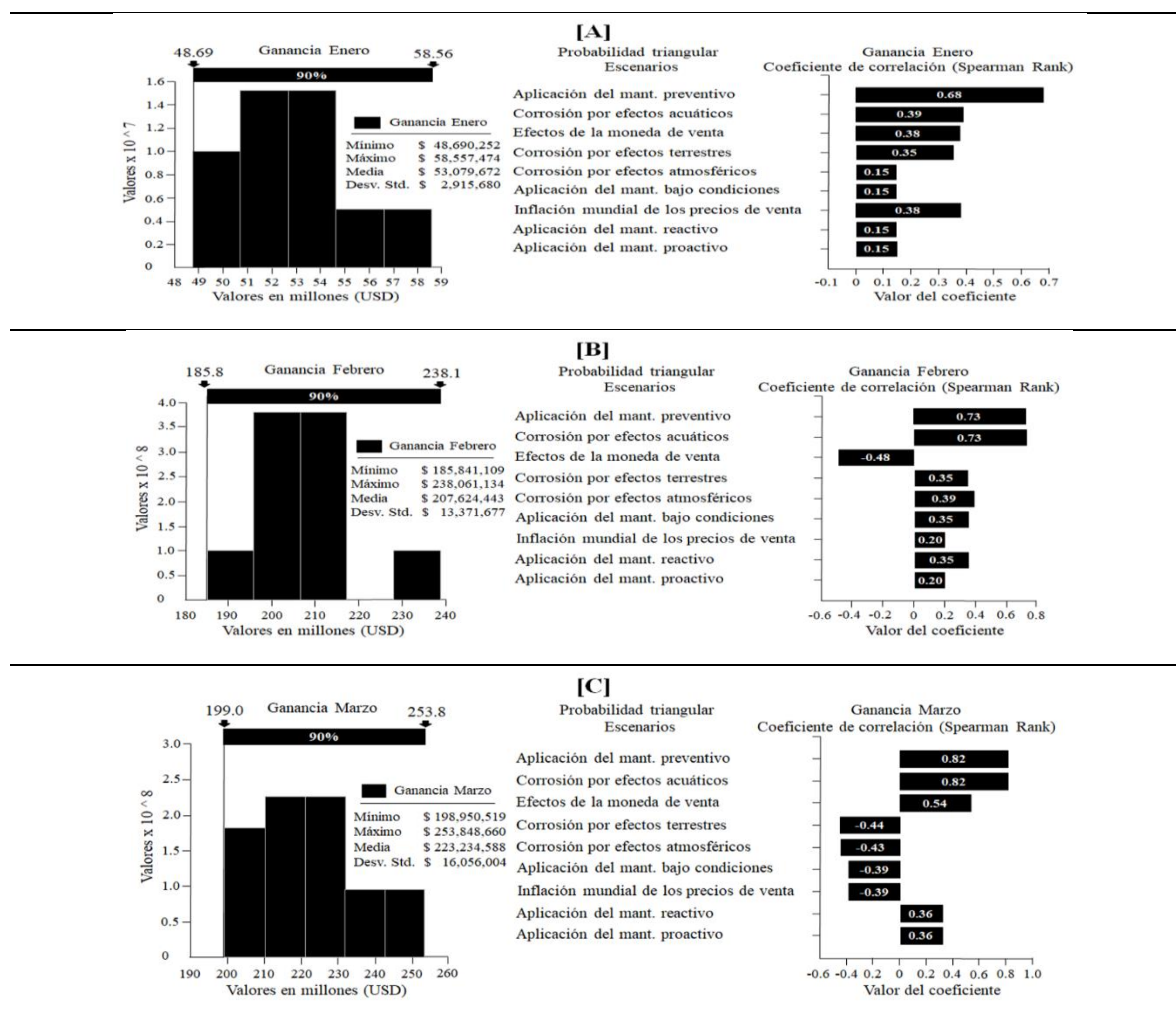 [A]
48.69 Ganancia Enero 58.56
90%
Valores x 10 ^ 7
1.6
1.4
1.2
1.0
0.8
0.6
0.4
0.2
0
Ganancia Enero
Mínimo $ 48,690,252
Máximo $ 58,557,474
Media $ 53,079,672
Desv. Std. $ 2,915,680
48 49 50 51 52 53 54 55 56 57 58 59
Valores en millones (USD)
Probabilidad triangular
Escenarios
Ganancia Enero
Coeficiente de correlación (Spearman Rank)
Aplicación del mant. preventivo 0.68
Corrosión por efectos acuáticos 0.39
Efectos de la moneda de venta 0.38
Corrosión por efectos terrestres 0.35
Corrosión por efectos atmosféricos 0.15
Aplicación del mant. bajo condiciones 0.15
Inflación mundial de los precios de venta 0.38
Aplicación del mant. reactivo 0.15
Aplicación del mant. proactivo 0.15
-0.1 0 0.1 0.2 0.3 0.4 0.5 0.6 0.7
Valor del coeficiente
[B]
185.8 Ganancia Febrero 238.1
90%
Valores x 10 ^ 8
4.0
3.5
3.0
2.5
2.0
1.5
1.0
0.5
0
Ganancia Febrero
Mínimo $ 185,841,109
Máximo $ 238,061,134
Media $ 207,624,443
Desv. Std. $ 13,371,677
180 190 200 210 220 230 240
Valores en millones (USD)
Probabilidad triangular
Escenarios
Ganancia Febrero
Coeficiente de correlación (Spearman Rank)
Aplicación del mant. preventivo 0.73
Corrosión por efectos acuáticos 0.73
Efectos de la moneda de venta -0.48
Corrosión por efectos terrestres 0.35
Corrosión por efectos atmosféricos 0.39
Aplicación del mant. bajo condiciones 0.35
Inflación mundial de los precios de venta 0.20
Aplicación del mant. reactivo 0.35
Aplicación del mant. proactivo 0.20
-0.6 -0.4 -0.2 0 0.2 0.4 0.6 0.8
Valor del coeficiente
[C]
199.0 Ganancia Marzo 253.8
90%
Valores x 10 ^ 8
3.0
2.0
1.5
1.0
0.5
0
Ganancia Marzo
Mínimo $ 198,950,519
Máximo $ 253,848,660
Media $ 223,234,588
Desv. Std. $ 16,056,004
190 200 210 220 230 240 250 260
Valores en millones (USD)
Probabilidad triangular
Escenarios
Ganancia Marzo
Coeficiente de correlación (Spearman Rank)
Aplicación del mant. preventivo 0.82
Corrosión por efectos acuáticos 0.82
Efectos de la moneda de venta 0.54
Corrosión por efectos terrestres -0.44
Corrosión por efectos atmosféricos -0.43
Aplicación del mant. bajo condiciones -0.39
Inflación mundial de los precios de venta -0.39
Aplicación del mant. reactivo 0.36
Aplicación del mant. proactivo 0.36
-0.6 -0.4 0.2 0 0.2 0.4 0.6 0.8 1.0
Valor del coeficiente